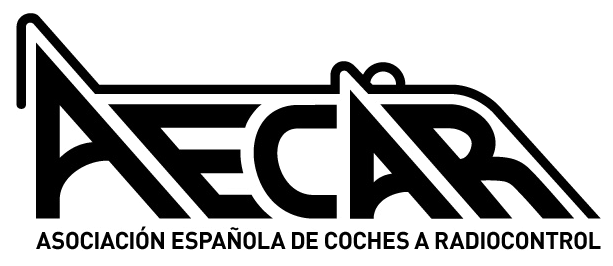 AECAR
ASOCIACIÓN ESPAÑOLA DE COCHES A RADIOCONTROL